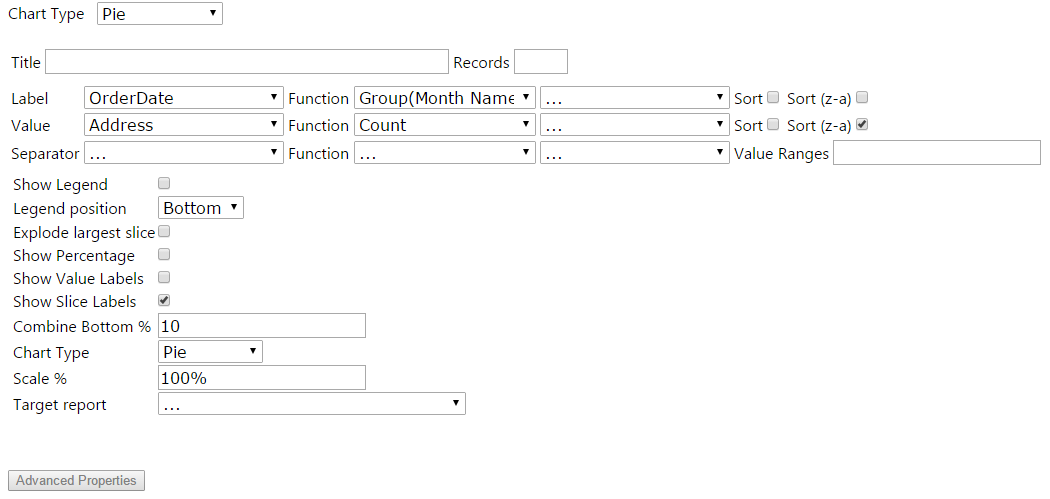 Chart Type Pie
Title Records
Label OrderDate Function Group(Month Name ... Sort Sort (z-a)
Value Address Function Count ... Sort Sort (z-a)
Separator ... Function ... ... Value Ranges
Show Legend
Legend position Bottom
Explode largest slice
Show Percentage
Show Value Labels
Show Slice Labels
Combine Bottom % 10
Chart Type Pie
Scale % 100%
Target report ...
Advanced Properties